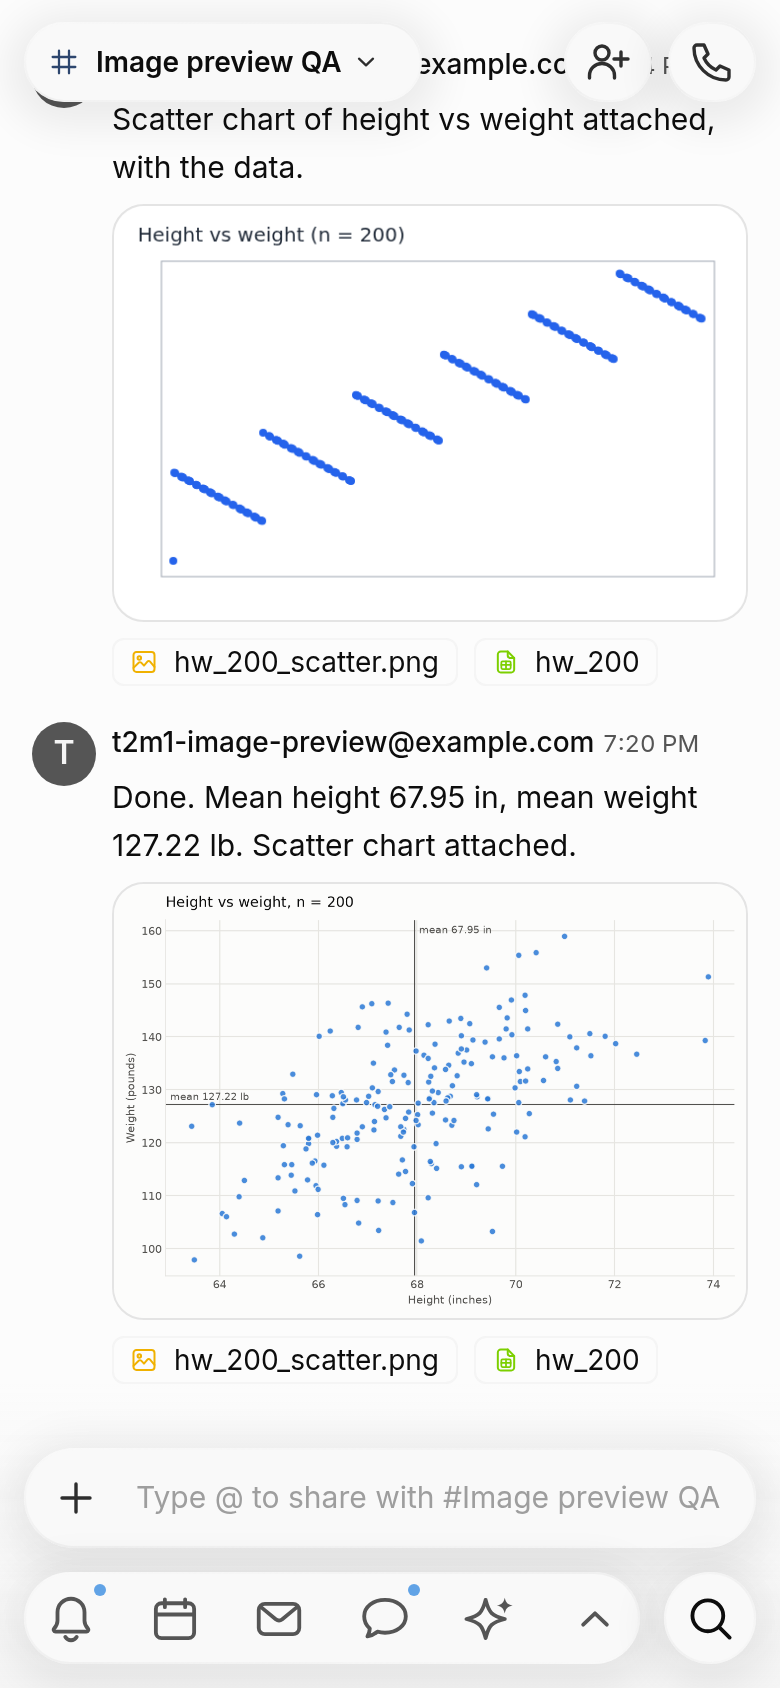 Image preview QA
example.co
Scatter chart of height vs weight attached,
with the data.
Height vs weight (n = 200)
hw_200_scatter.png
hw_200
T
t2m1-image-preview@example.com 7:20 PM
Done. Mean height 67.95 in, mean weight
127.22 lb. Scatter chart attached.
Height vs weight, n = 200
160
mean 67.95 in
150
140
Weight (pounds)
130
mean 127.22 lb
120
110
100
64 66 68 70 72 74
Height (inches)
hw_200_scatter.png
hw_200
Type @ to share with #Image preview QA